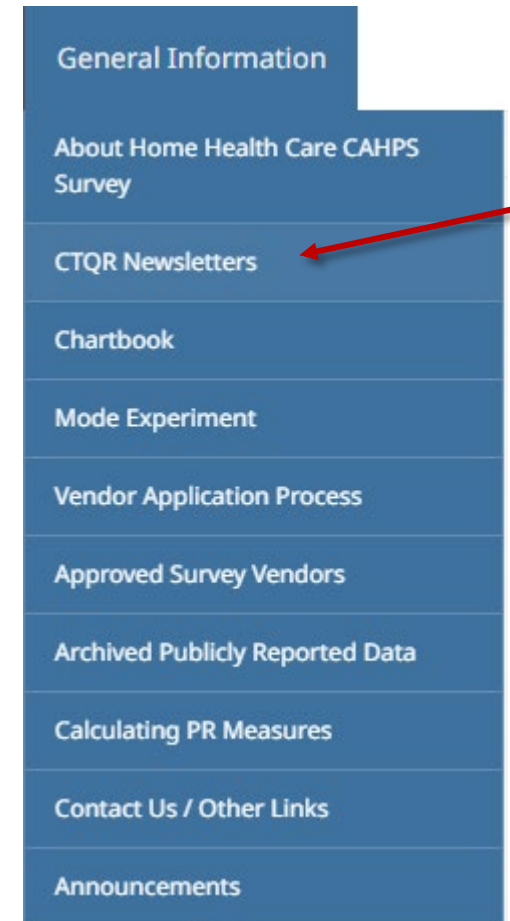 General Information
About Home Health Care CAHPS
Survey
CTQR Newsletters
Chartbook
Mode Experiment
Vendor Application Process
Approved Survey Vendors
Archived Publicly Reported Data
Calculating PR Measures
Contact Us / Other Links
Announcements